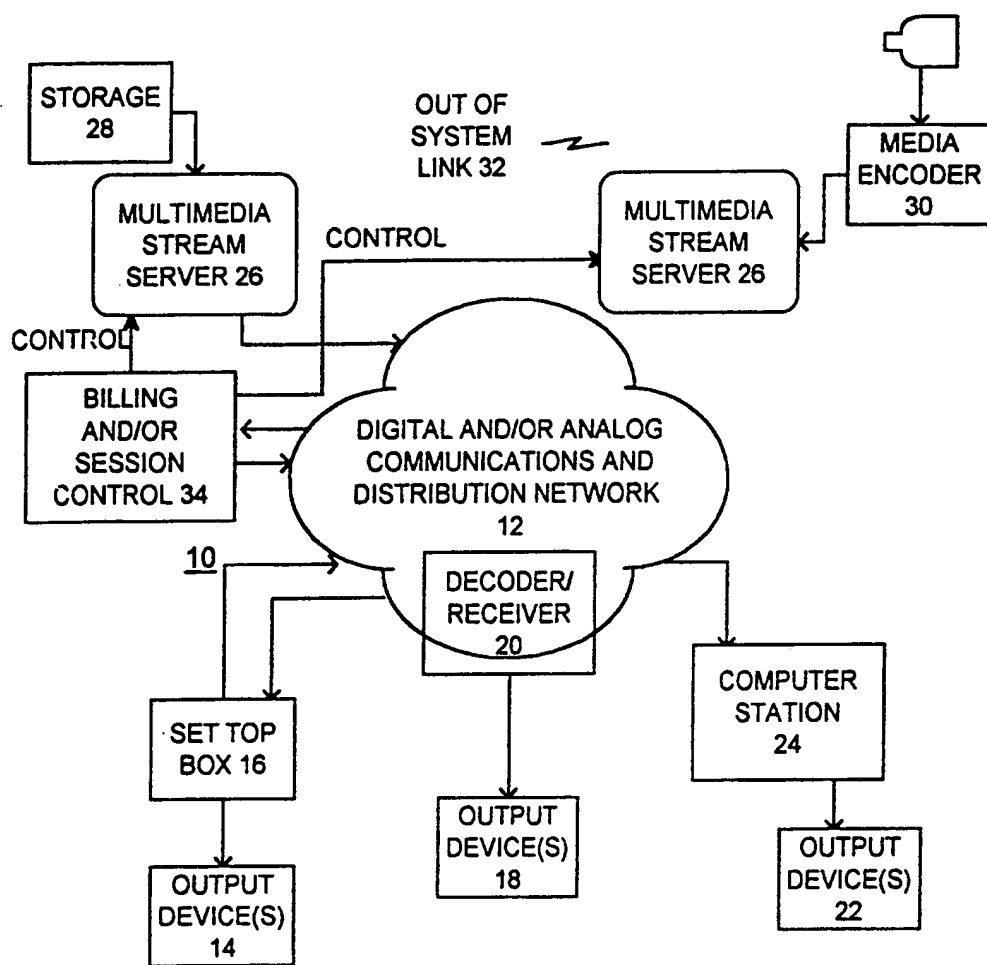 STORAGE
28
OUT OF
SYSTEM
LINK 32
MEDIA
ENCODER
30
MULTIMEDIA
STREAM
SERVER 26
CONTROL
MULTIMEDIA
STREAM
SERVER 26
CONTROL
BILLING
AND/OR
SESSION
CONTROL 34
DIGITAL AND/OR ANALOG
COMMUNICATIONS AND
DISTRIBUTION NETWORK
12
10
DECODER/
RECEIVER
20
SET TOP
BOX 16
COMPUTER
STATION
24
OUTPUT
DEVICE(S)
14
OUTPUT
DEVICE(S)
18
OUTPUT
DEVICE(S)
22